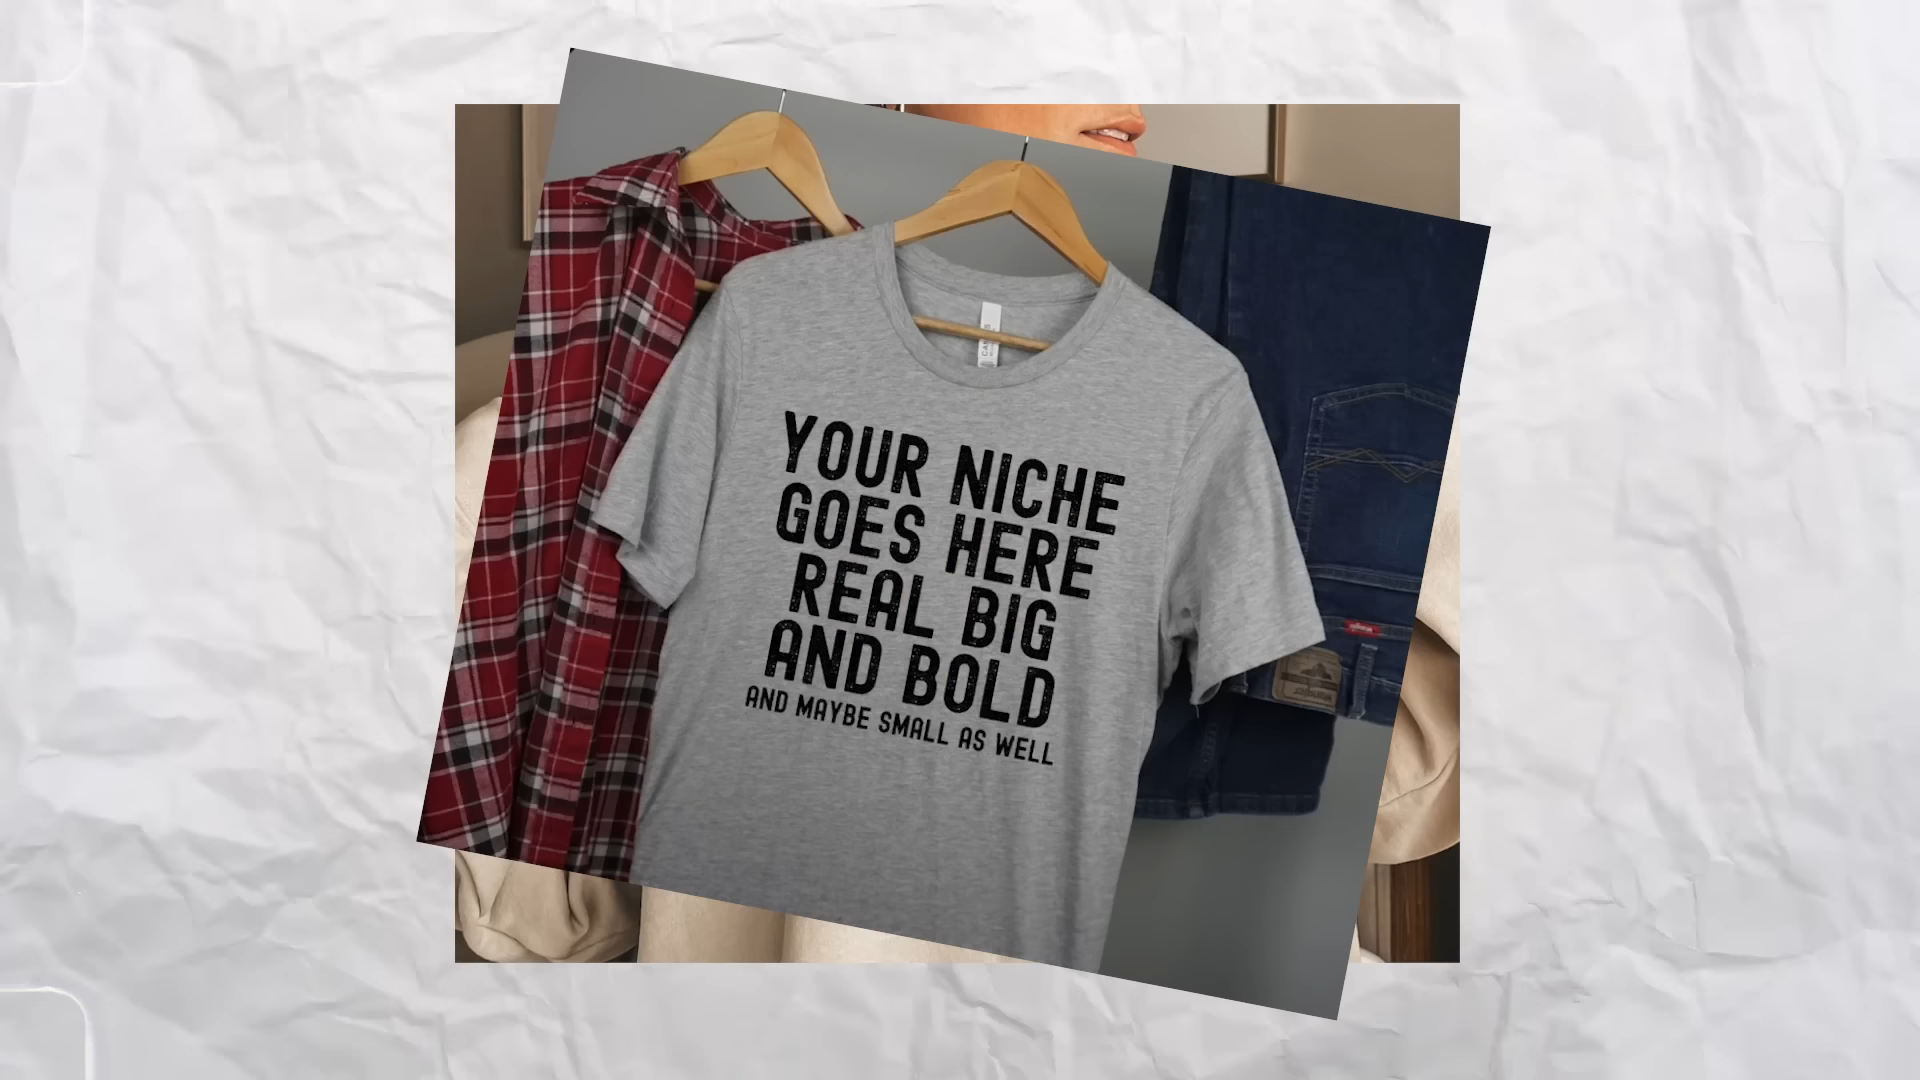 YOUR NICHE
GOES HERE
REAL BIG
AND BOLD
AND MAYBE SMALL AS WELL